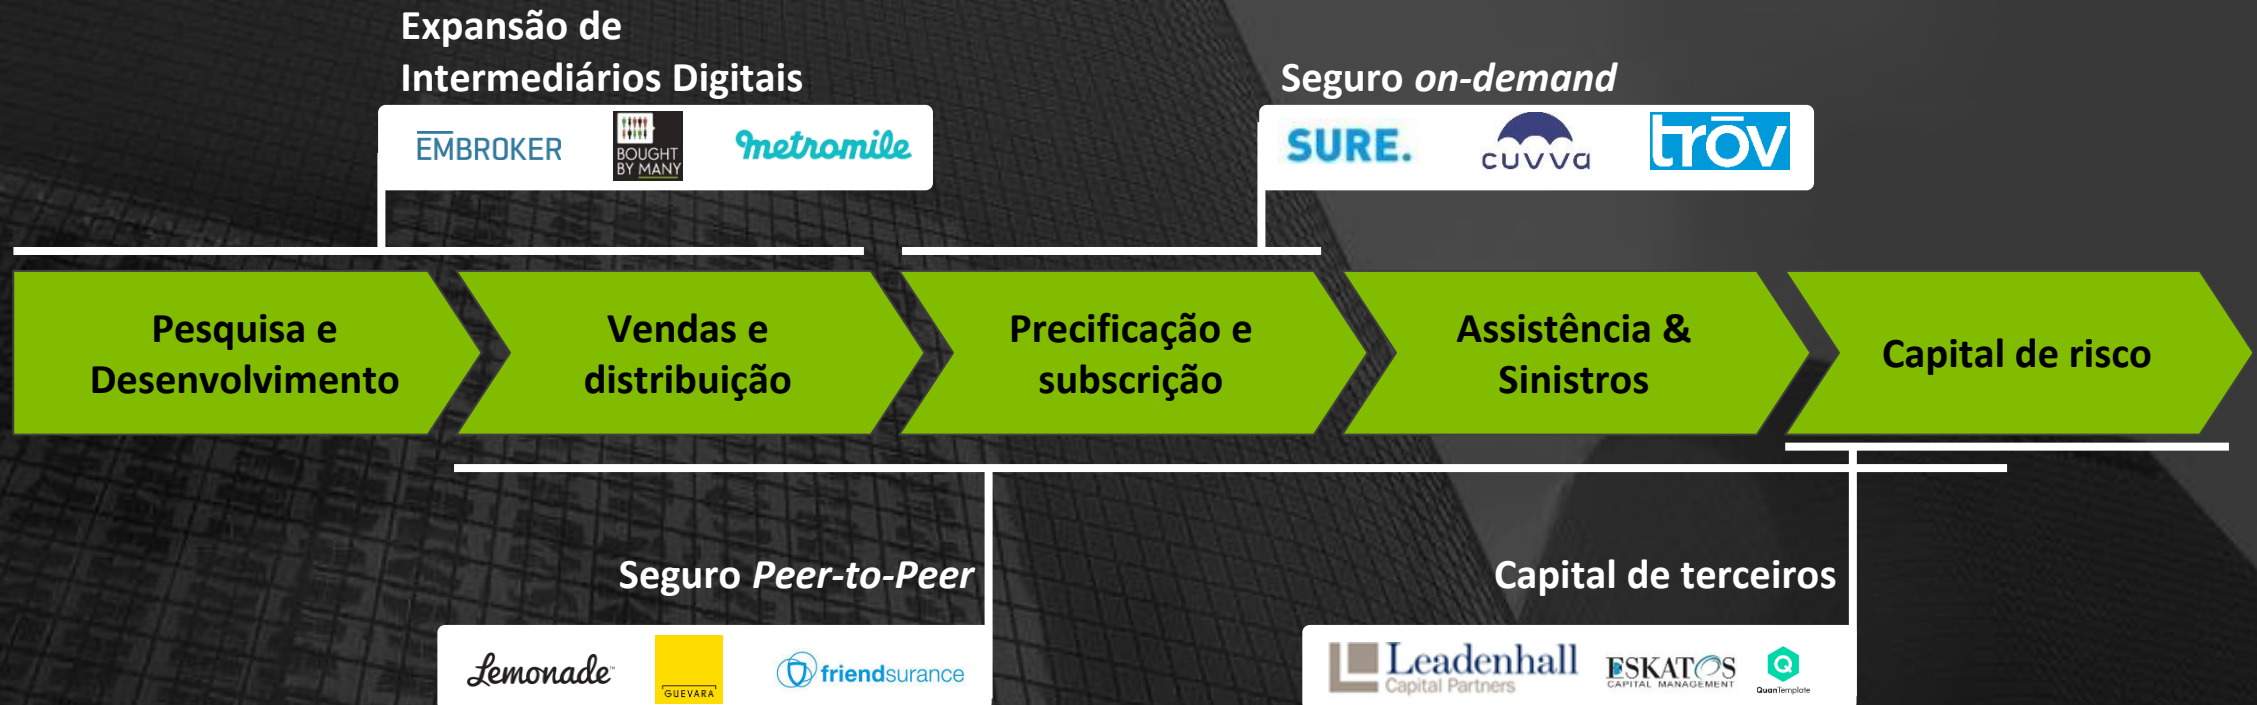 Expansão de
Intermediários Digitais
EMBROKER
BOUGHT
BY MANY
metromile
Seguro on-demand
SURE.
cuvva
trōv
Pesquisa e
Desenvolvimento
Vendas e
distribuição
Precificação e
subscrição
Assistência &
Sinistros
Capital de risco
Seguro Peer-to-Peer
Lemonade
GUEVARA
friendsurance
Capital de terceiros
Leadenhall
Capital Partners
ESKATOS
CAPITAL MANAGEMENT
Q
QuanTemplate